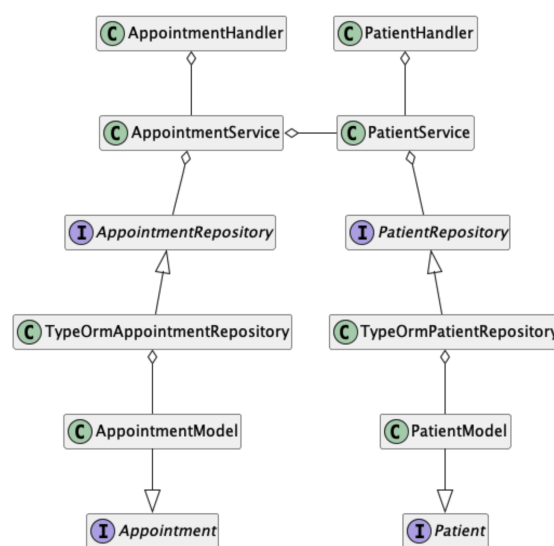 C AppointmentHandler
C PatientHandler
C AppointmentService
C PatientService
I AppointmentRepository
I PatientRepository
C TypeOrmAppointmentRepository
C TypeOrmPatientRepository
C AppointmentModel
C PatientModel
I Appointment
I Patient